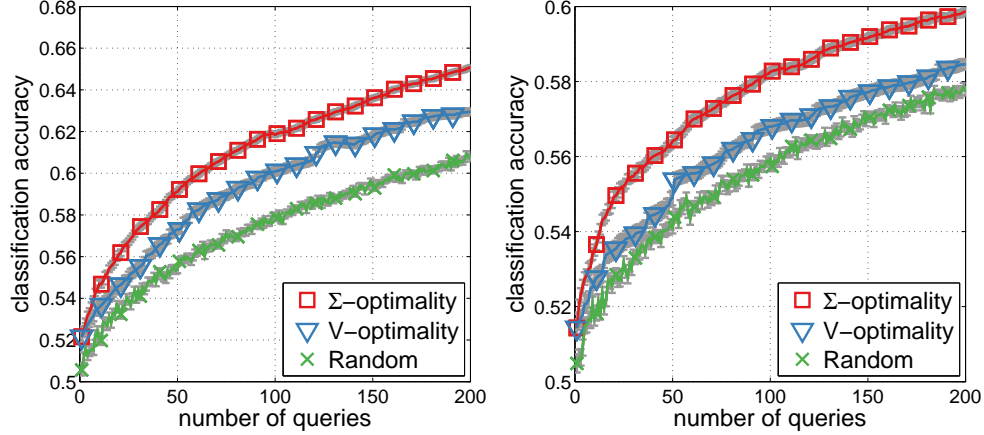 0.68
0.66
0.64
0.62
0.6
0.58
0.56
0.54
0.52
0.5
0
50
100
150
200
classification accuracy
number of queries
Σ−optimality
V−optimality
Random
0.6
0.58
0.56
0.54
0.52
0.5
0
50
100
150
200
classification accuracy
number of queries
Σ−optimality
V−optimality
Random